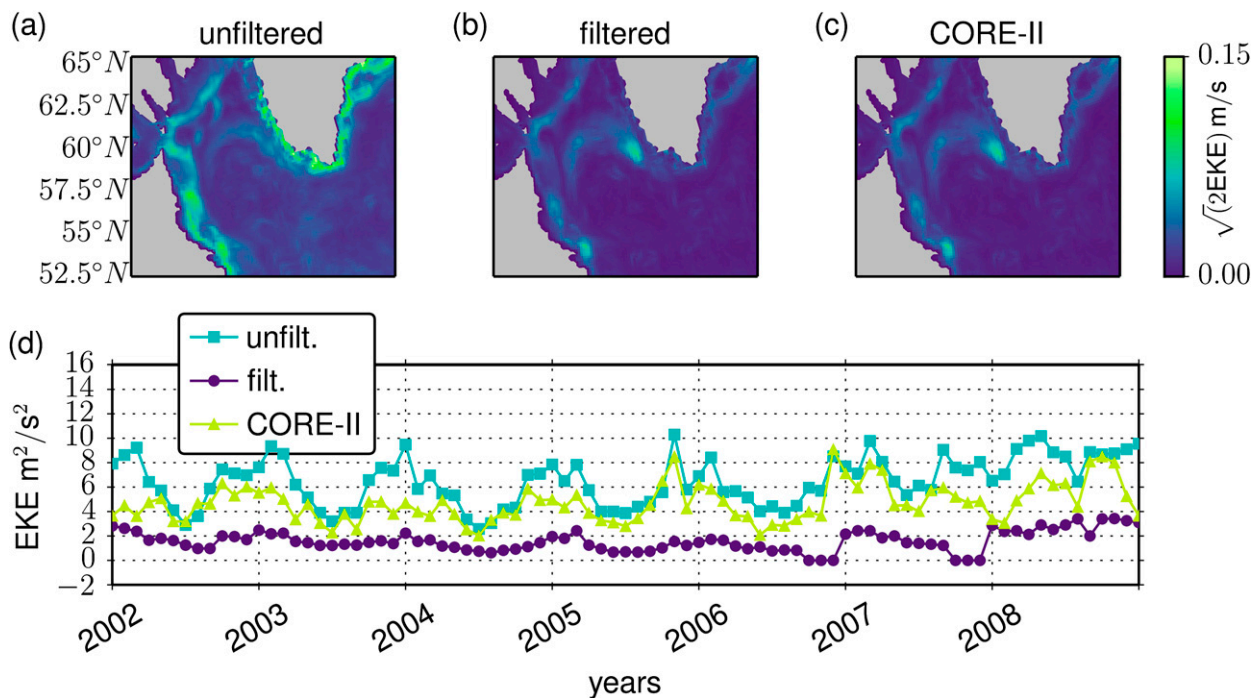 (a) unfiltered (b) filtered (c) CORE-II
65°N
62.5°N
60°N
57.5°N
55°N
52.5°N
0.15
√(2EKE) m/s
0.00
(d)
unfilt.
filt.
CORE-II
EKE m²/s²
16
14
12
10
8
6
4
2
0
−2
2002 2003 2004 2005 2006 2007 2008
years